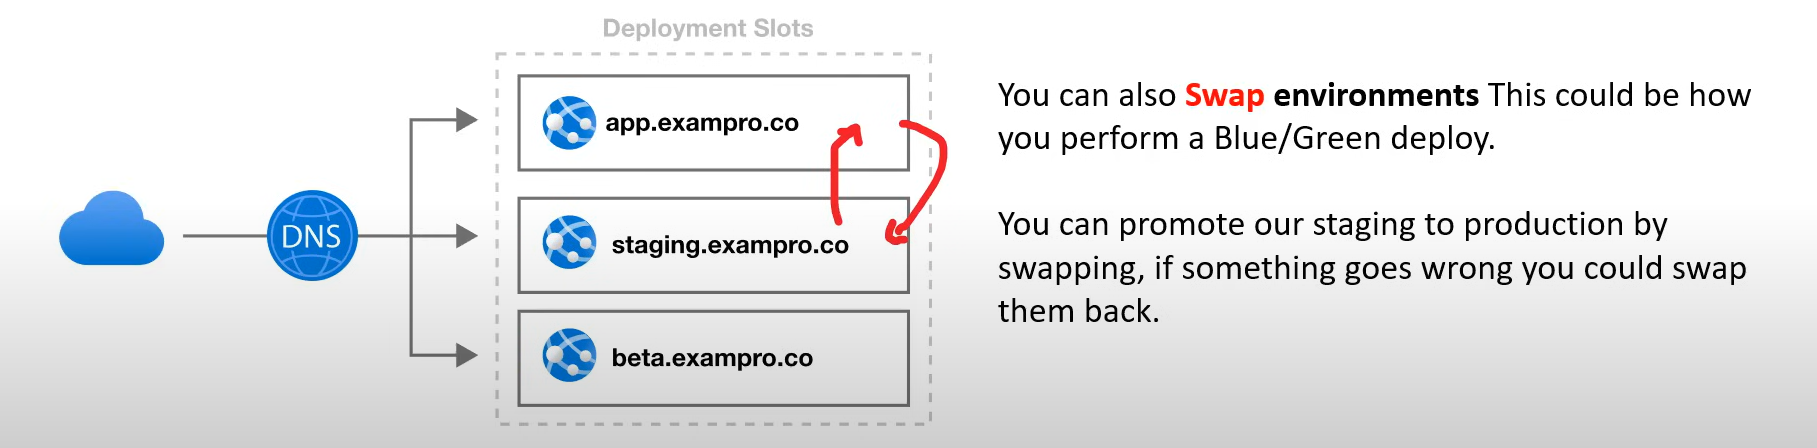 Deployment Slots
app.exampro.co
DNS
staging.exampro.co
beta.exampro.co
You can also Swap environments This could be how
you perform a Blue/Green deploy.
You can promote our staging to production by
swapping, if something goes wrong you could swap
them back.